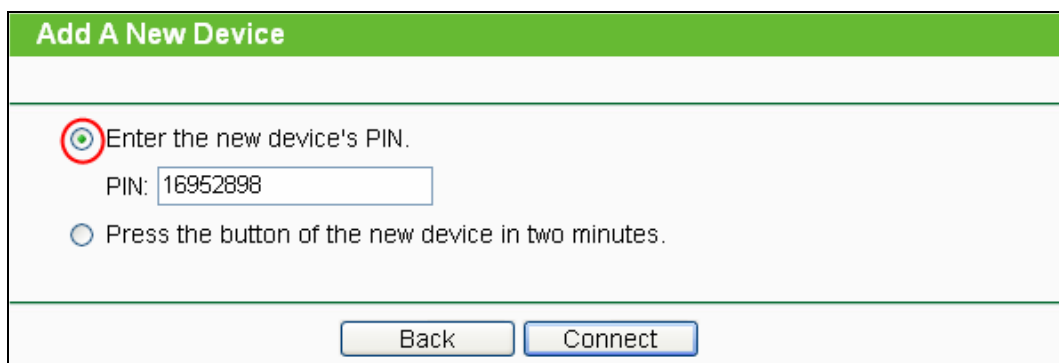 Add A New Device
Enter the new device's PIN.
PIN: 16952898
Press the button of the new device in two minutes.
Back Connect